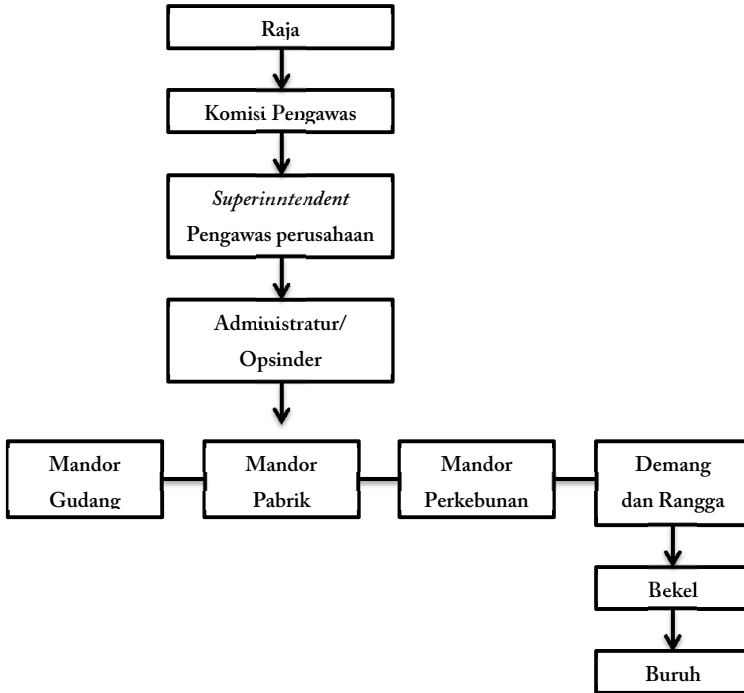 Raja
Komisi Pengawas
Superinntendent
Pengawas perusahaan
Administratur/
Opsinder
Mandor
Gudang
Mandor
Pabrik
Mandor
Perkebunan
Demang
dan Rangga
Bekel
Buruh